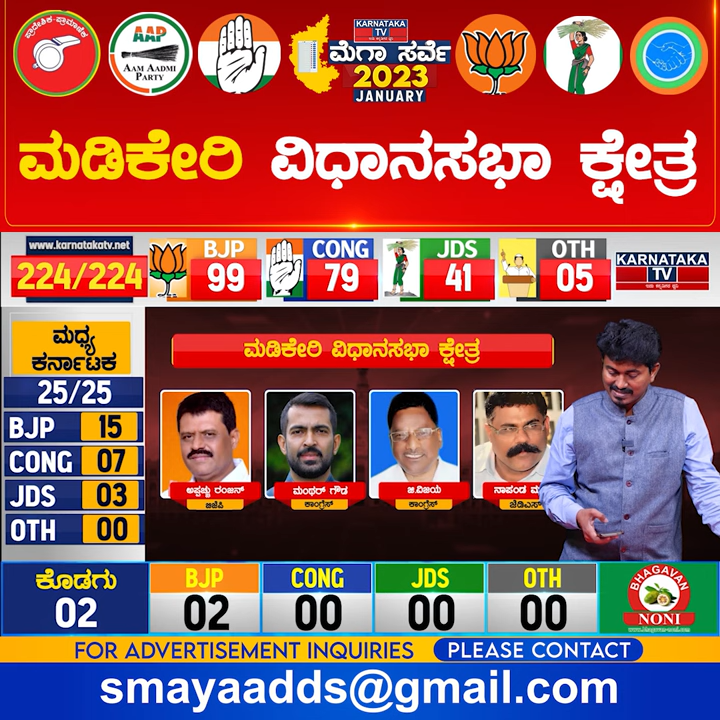 ಪ್ರಾದೇಶಿಕ-ಪ್ರಾಮಾಣಿಕ
AAP
AAM AADMI
PARTY
KARNATAKA
TV
ಮೆಗಾ ಸರ್ವೆ
2023
JANUARY
ಮಡಿಕೇರಿ ವಿಧಾನಸಭಾ ಕ್ಷೇತ್ರ
www.karnatakatv.net
224/224
BJP
99
CONG
79
JDS
41
OTH
05
KARNATAKA
TV
ಮಧ್ಯ
ಕರ್ನಾಟಕ
25/25
BJP 15
CONG 07
JDS 03
OTH 00
ಮಡಿಕೇರಿ ವಿಧಾನಸಭಾ ಕ್ಷೇತ್ರ
ಅಪ್ಪಚ್ಚು ರಂಜನ್
ಬಿಜೆಪಿ
ಮಂಥರ್ ಗೌಡ
ಕಾಂಗ್ರೆಸ್
ಜಿ.ವಿಜಯ
ಕಾಂಗ್ರೆಸ್
ನಾಪಂಡ ಮ
ಜೆಡಿಎಸ್
ಕೊಡಗು
02
BJP
02
CONG
00
JDS
00
OTH
00
BHAGAVAN
NONI
FOR ADVERTISEMENT INQUIRIES PLEASE CONTACT
smayaadds@gmail.com